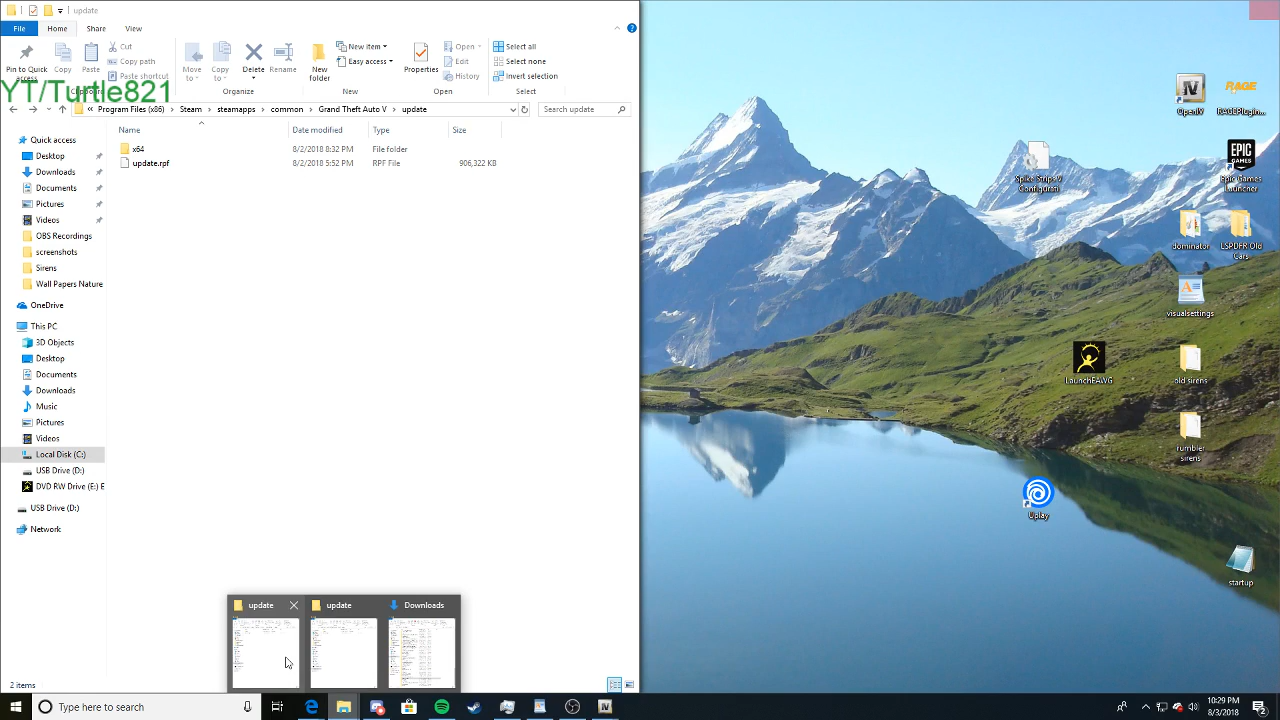 update
File
Home
Share
View
Pin to Quick access
Copy
Paste
Cut
Copy path
Paste shortcut
Move to
Copy to
Delete
Rename
New folder
New item
Easy access
Properties
Open
Edit
History
Select all
Select none
Invert selection
Organize
New
Open
Select
YT/Turtle821
« Program Files (x86) > Steam > steamapps > common > Grand Theft Auto V > update
Search update
Name
Date modified
Type
Size
x64
8/2/2018 8:32 PM
File folder
update.rpf
8/2/2018 5:52 PM
RPF File
906,322 KB
Quick access
Desktop
Downloads
Documents
Pictures
Videos
OBS Recordings
screenshots
Sirens
Wall Papers Nature
OneDrive
This PC
3D Objects
Desktop
Documents
Downloads
Music
Pictures
Videos
Local Disk (C:)
USB Drive (D:)
DVD RW Drive (E:) E
USB Drive (D:)
Network
2 items
update
update
Downloads
OpenIV
RAGE
RAGEPlugin...
Spike Strips V
Configurati...
EPIC
GAMES
Epic Games
Launcher
dominator
LSPDFR Old
Cars
visualsettings
LaunchEAWG
old sirens
rumbler
sirens
Uplay
startup
Type here to search
10:29 PM
8/3/2018
2